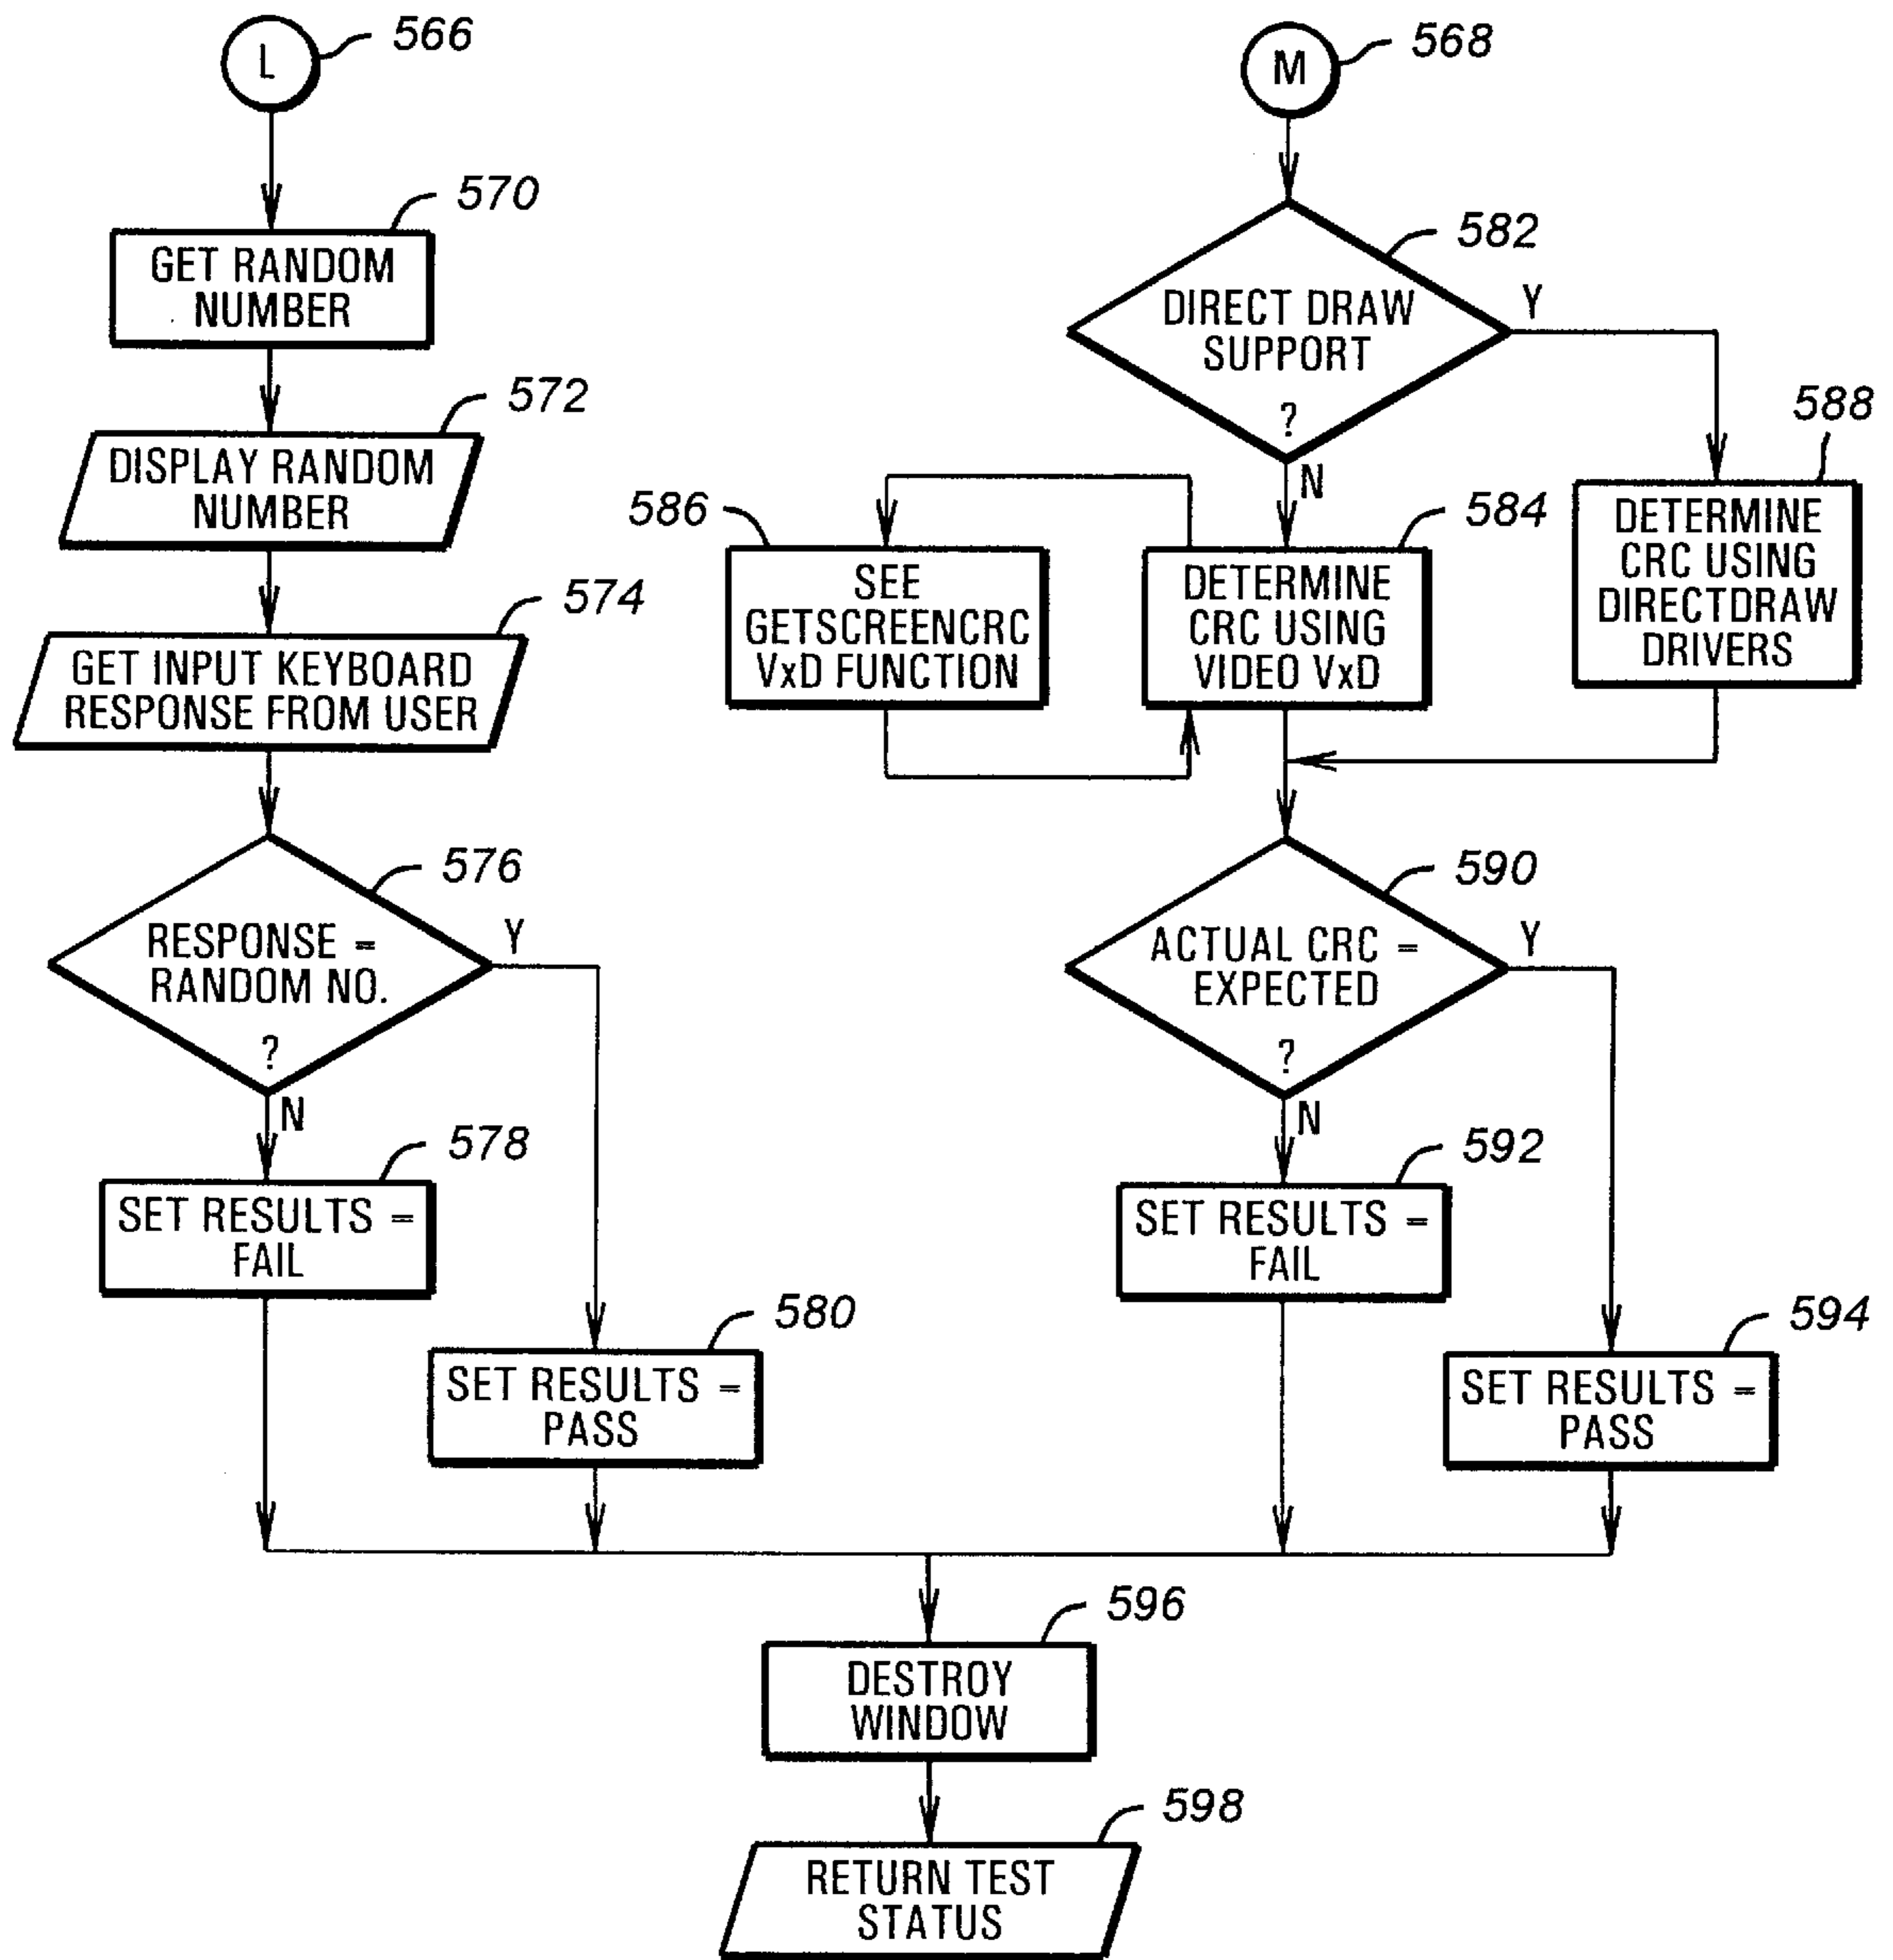 L
566
570
GET RANDOM
NUMBER
572
DISPLAY RANDOM
NUMBER
574
GET INPUT KEYBOARD
RESPONSE FROM USER
576
RESPONSE =
RANDOM NO.
?
Y
N
578
SET RESULTS =
FAIL
580
SET RESULTS =
PASS
M
568
582
DIRECT DRAW
SUPPORT
?
Y
N
586
SEE
GETSCREENCRC
VxD FUNCTION
584
DETERMINE
CRC USING
VIDEO VxD
588
DETERMINE
CRC USING
DIRECTDRAW
DRIVERS
590
ACTUAL CRC =
EXPECTED
?
Y
N
592
SET RESULTS =
FAIL
594
SET RESULTS =
PASS
596
DESTROY
WINDOW
598
RETURN TEST
STATUS